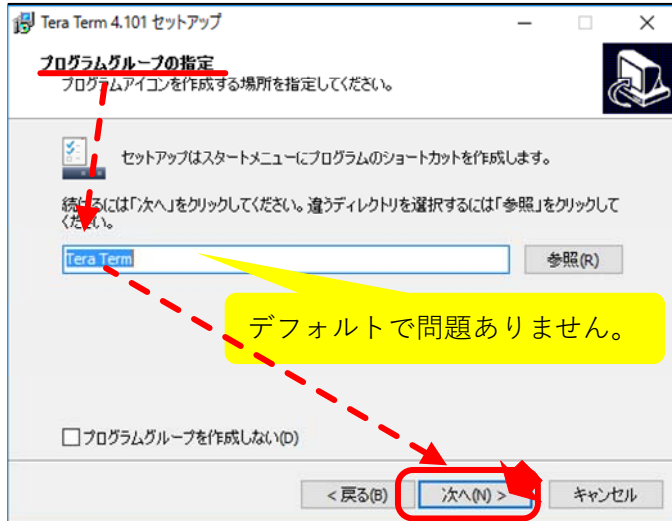 Tera Term 4.101 セットアップ
プログラムグループの指定
プログラムアイコンを作成する場所を指定してください。
セットアップはスタートメニューにプログラムのショートカットを作成します。
続けるには「次へ」をクリックしてください。違うディレクトリを選択するには「参照」をクリックして
ください。
Tera Term
参照(R)
デフォルトで問題ありません。
プログラムグループを作成しない(D)
< 戻る(B)
次へ(N) >
キャンセル